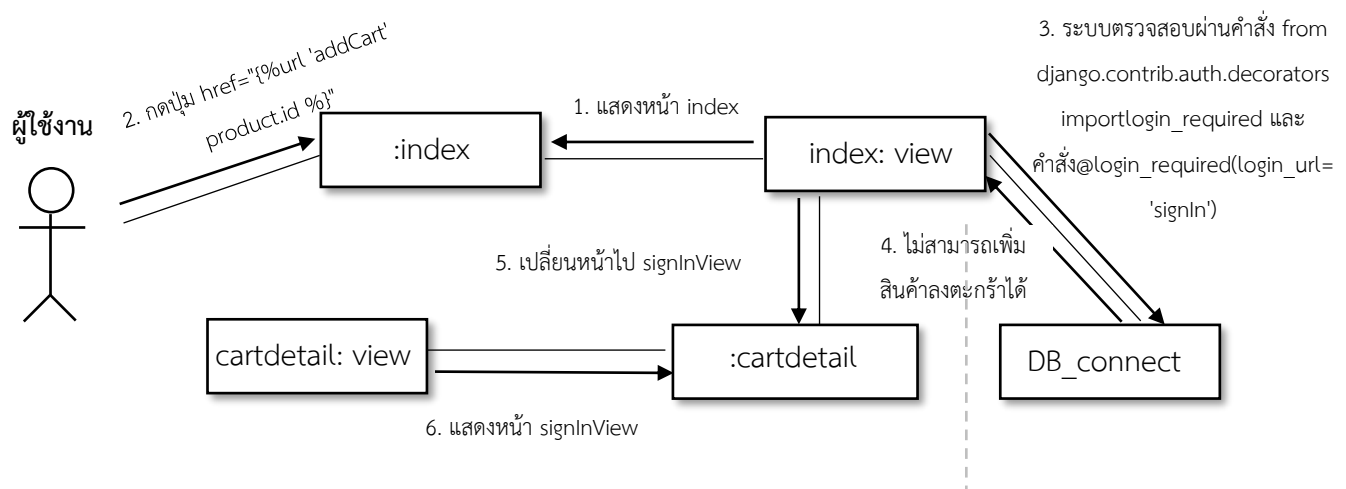 3. ระบบตรวจสอบผ่านคำสั่ง from
django.contrib.auth.decorators
importlogin_required และ
คำสั่ง@login_required(login_url=
'signIn')
2. กดปุ่ม href="{%url 'addCart'
product.id %}"
1. แสดงหน้า index
ผู้ใช้งาน
:index
index: view
4. ไม่สามารถเพิ่ม
สินค้าลงตะกร้าได้
5. เปลี่ยนหน้าไป signInView
cartdetail: view
:cartdetail
DB_connect
6. แสดงหน้า signInView